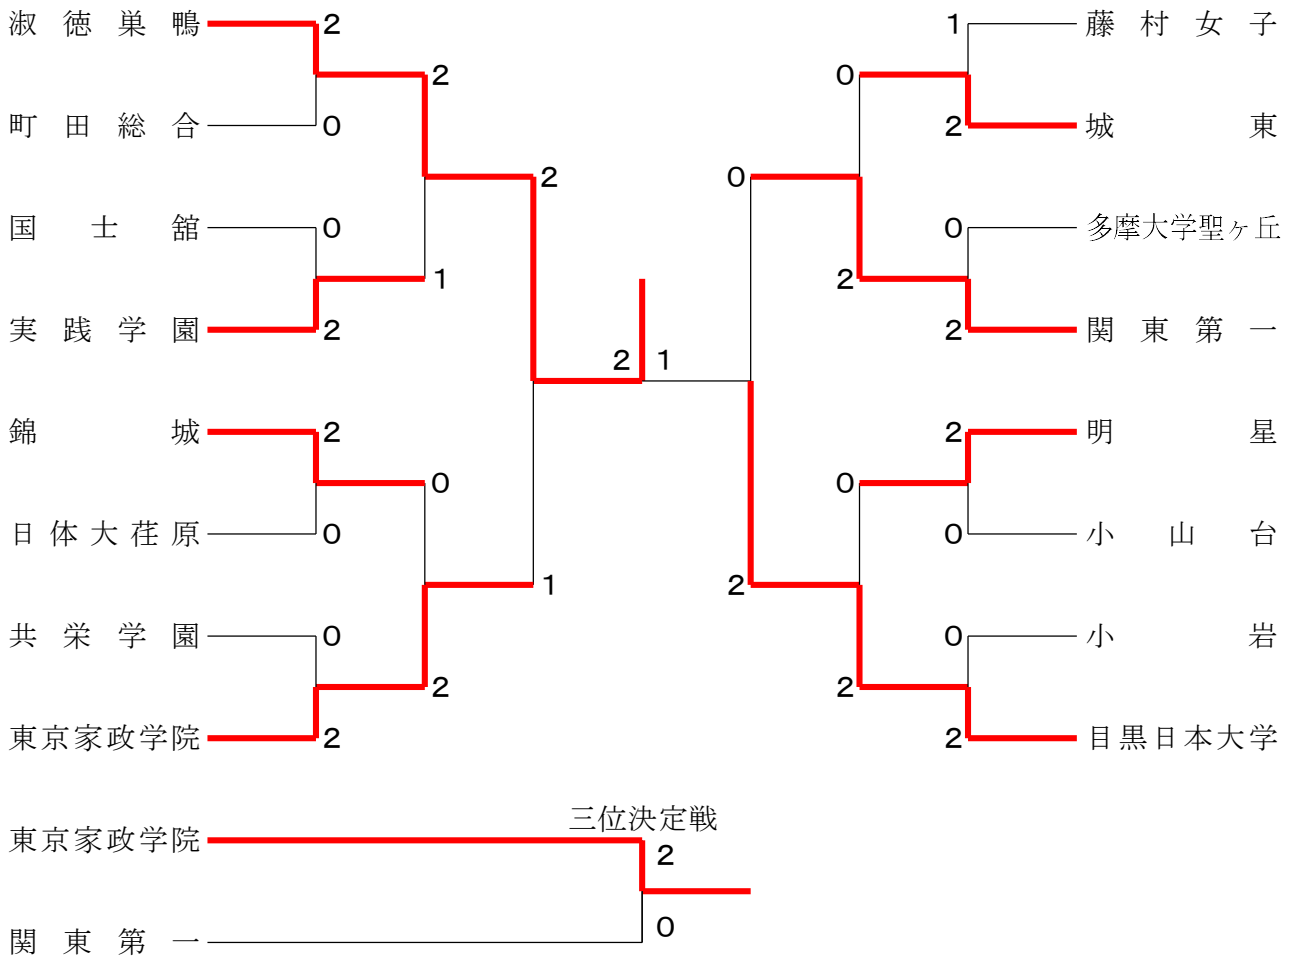 淑徳巣鴨 2 1 藤村女子
2 0
町田総合 0 2 城東
2 0
国士舘 0 0 多摩大学聖ヶ丘
1 2
実践学園 2 2 関東第一
2 1
錦城 2 2 明星
0 0
日体大荏原 0 0 小山台
1 2
共栄学園 0 0 小岩
2 2
東京家政学院 2 2 目黒日本大学
三位決定戦
東京家政学院 2
関東第一 0